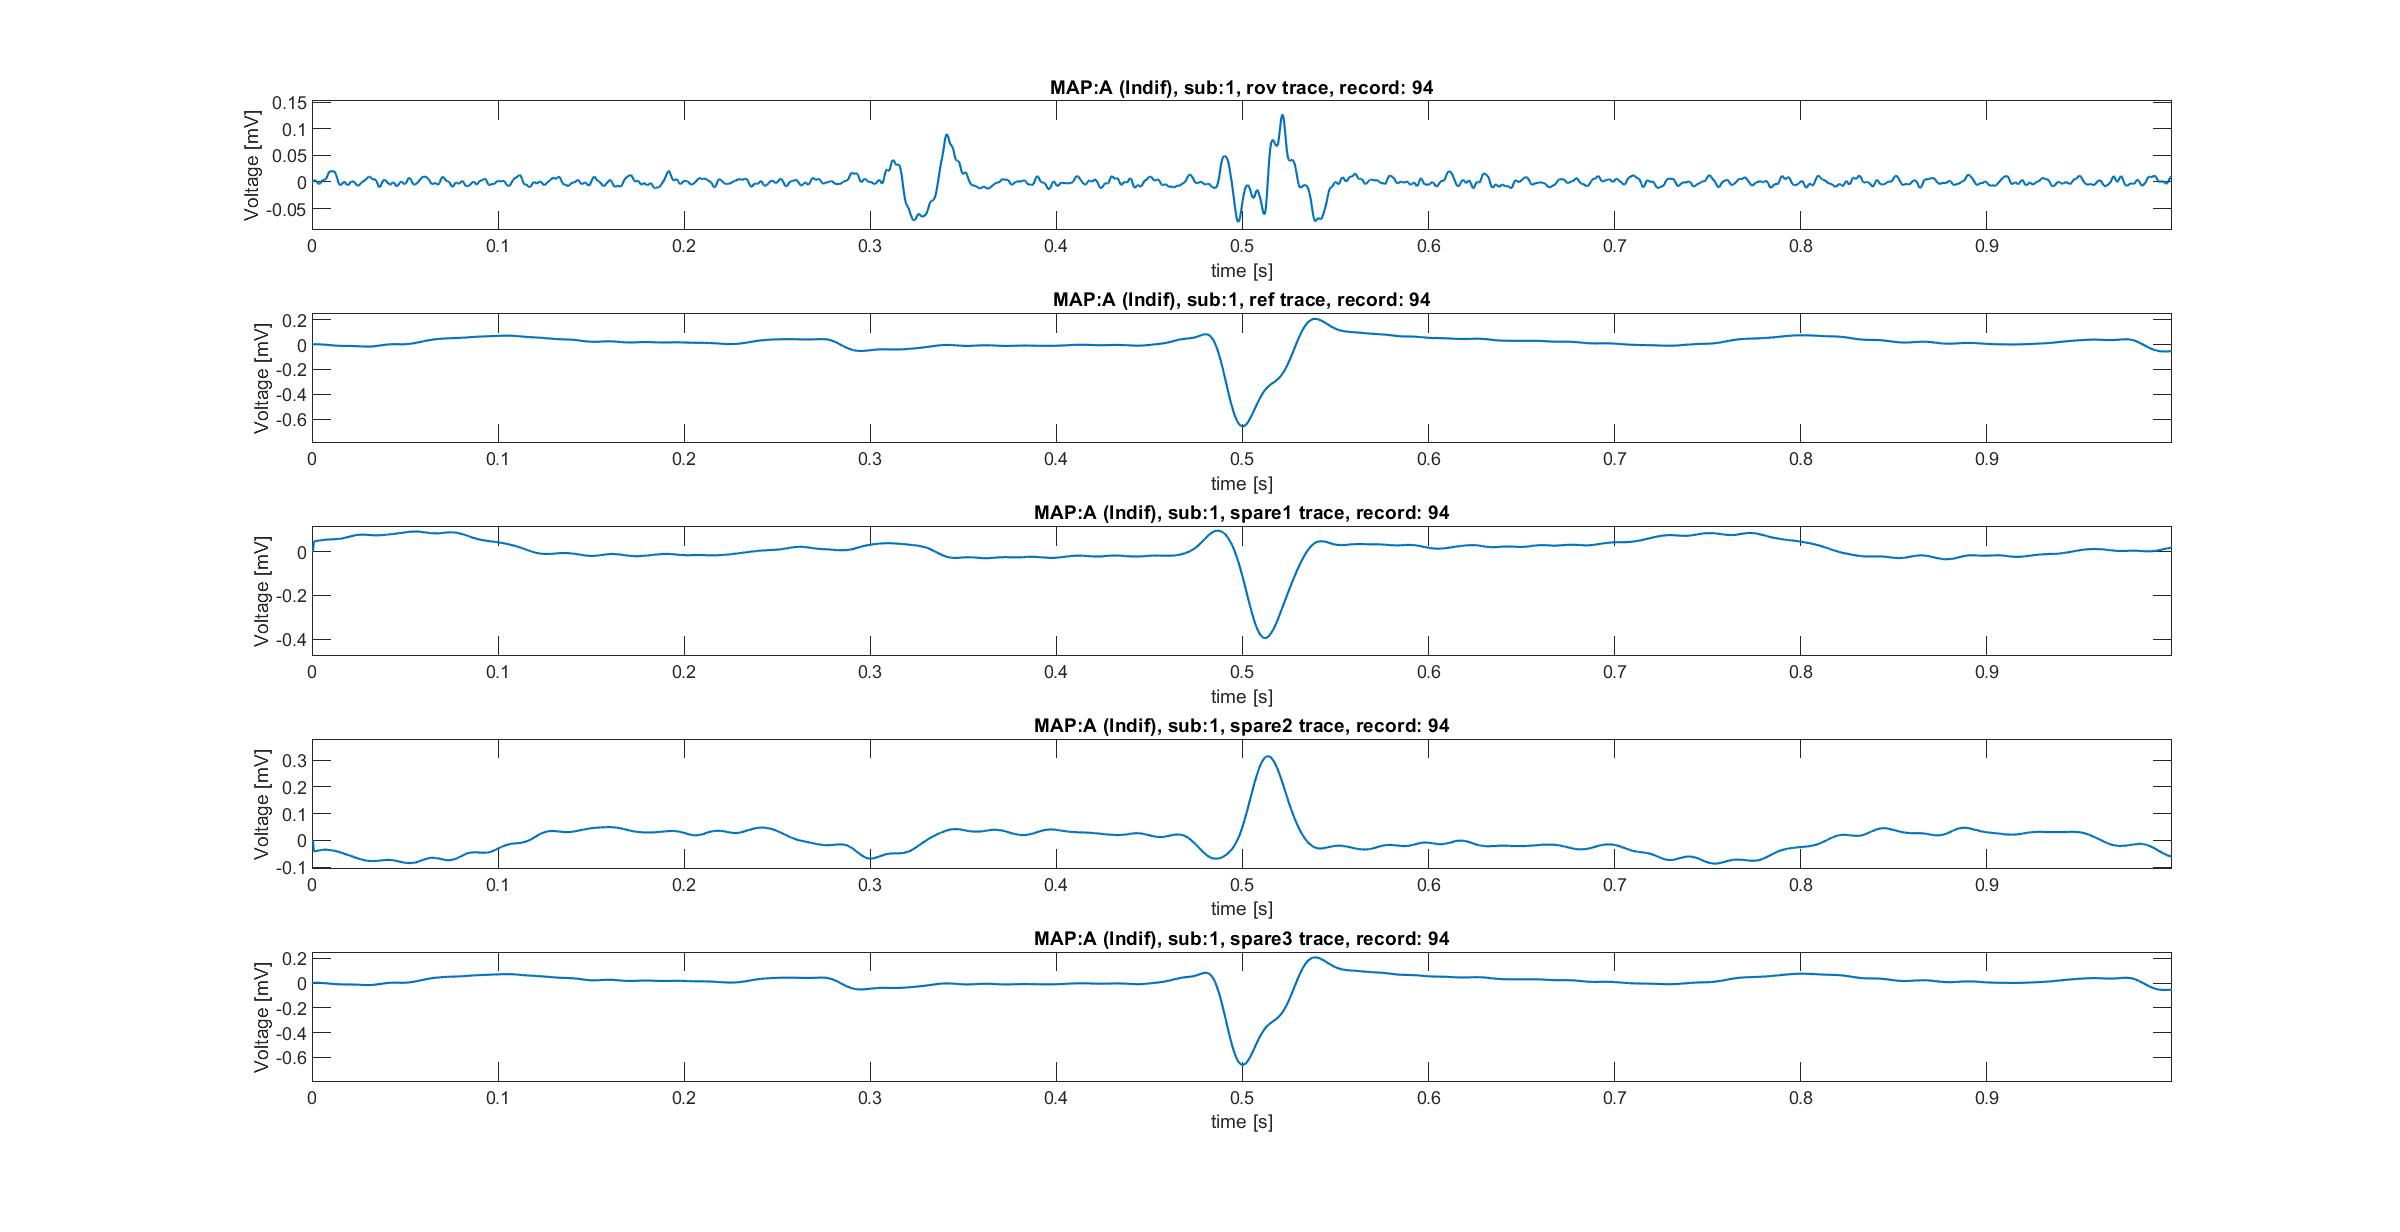 MAP:A (Indif), sub:1, rov trace, record: 94
Voltage [mV]
0.15
0.1
0.05
0
-0.05
0 0.1 0.2 0.3 0.4 0.5 0.6 0.7 0.8 0.9
time [s]
MAP:A (Indif), sub:1, ref trace, record: 94
Voltage [mV]
0.2
0
-0.2
-0.4
-0.6
0 0.1 0.2 0.3 0.4 0.5 0.6 0.7 0.8 0.9
time [s]
MAP:A (Indif), sub:1, spare1 trace, record: 94
Voltage [mV]
0
-0.2
-0.4
0 0.1 0.2 0.3 0.4 0.5 0.6 0.7 0.8 0.9
time [s]
MAP:A (Indif), sub:1, spare2 trace, record: 94
Voltage [mV]
0.3
0.2
0.1
0
-0.1
0 0.1 0.2 0.3 0.4 0.5 0.6 0.7 0.8 0.9
time [s]
MAP:A (Indif), sub:1, spare3 trace, record: 94
Voltage [mV]
0.2
0
-0.2
-0.4
-0.6
0 0.1 0.2 0.3 0.4 0.5 0.6 0.7 0.8 0.9
time [s]